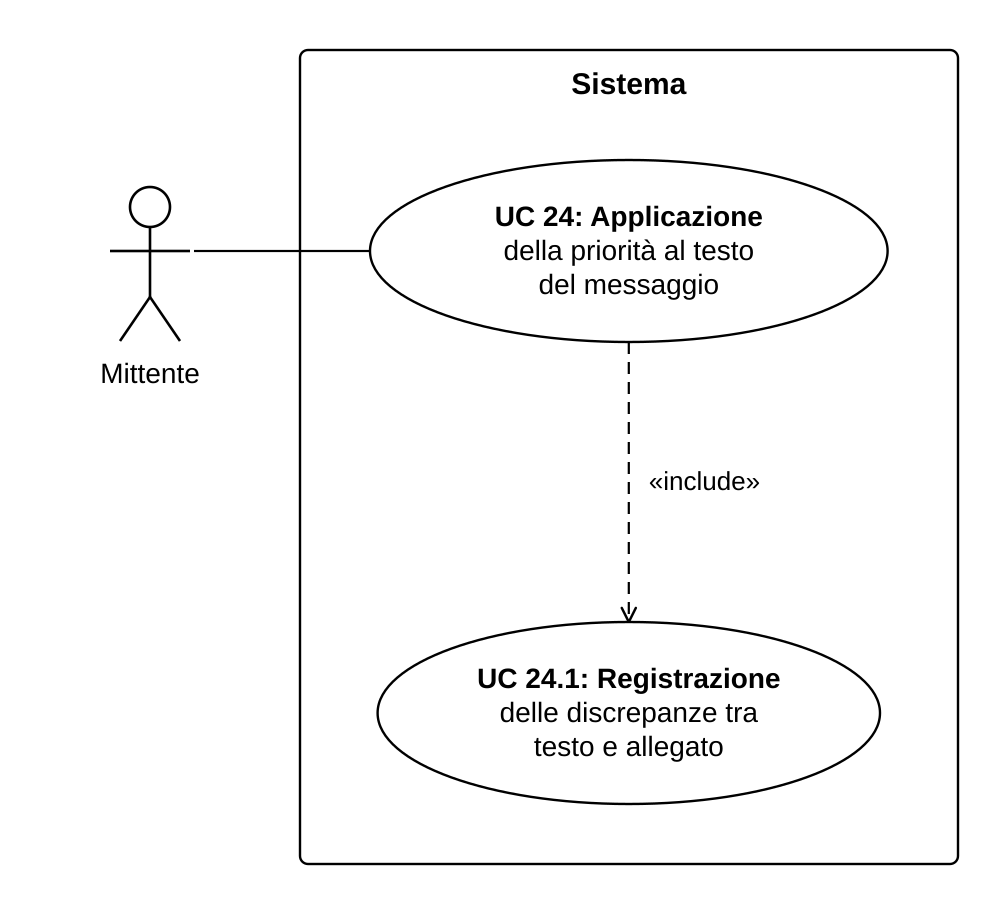 Sistema
UC 24: Applicazione
della priorità al testo
del messaggio
Mittente
«include»
UC 24.1: Registrazione
delle discrepanze tra
testo e allegato